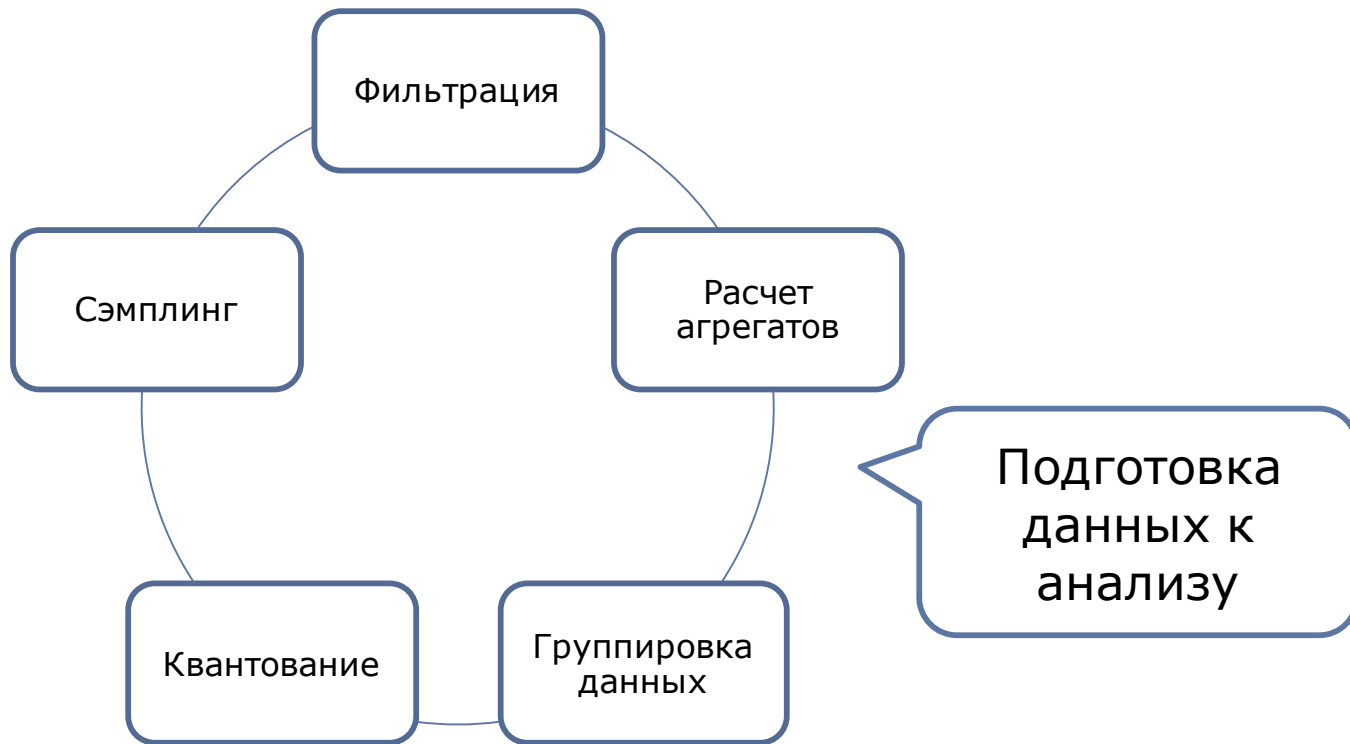 Фильтрация
Расчет
агрегатов
Группировка
данных
Квантование
Сэмплинг
Подготовка
данных к
анализу